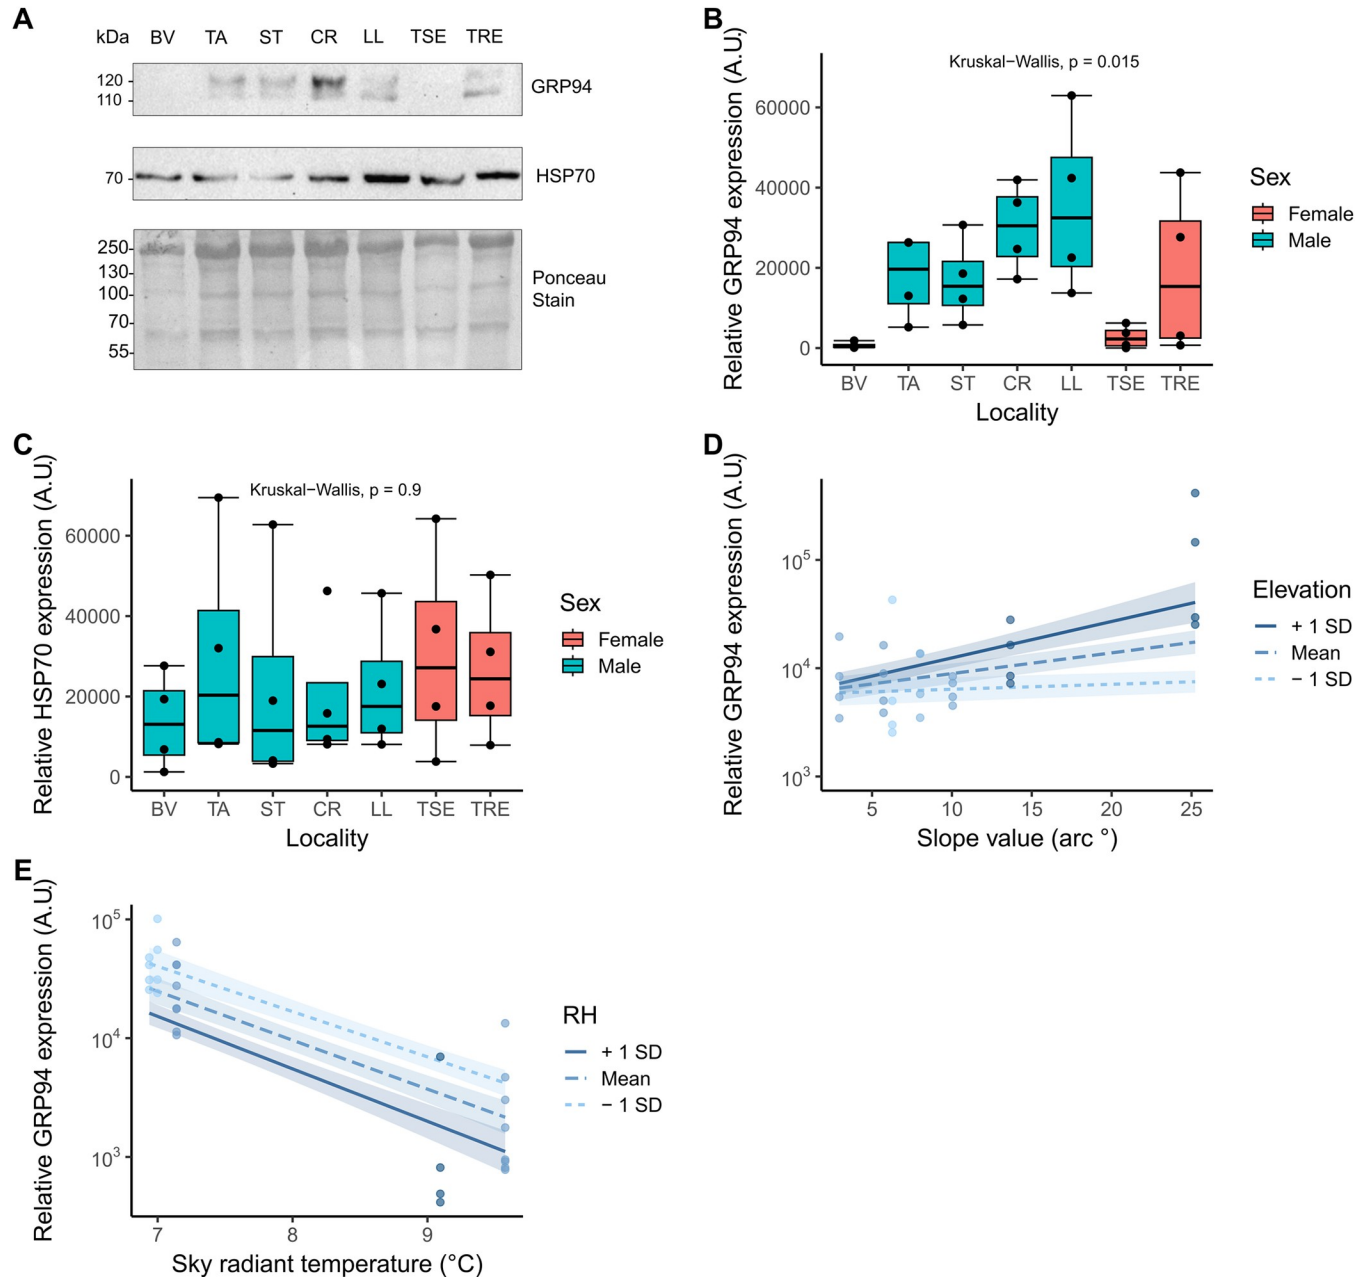 A
kDa BV TA ST CR LL TSE TRE
120
110
GRP94
70
HSP70
250
130
100
70
55
Ponceau
Stain
B
Relative GRP94 expression (A.U.)
Kruskal−Wallis, p = 0.015
60000
40000
20000
0
BV TA ST CR LL TSE TRE
Locality
Sex
Female
Male
C
Relative HSP70 expression (A.U.)
Kruskal−Wallis, p = 0.9
60000
40000
20000
0
BV TA ST CR LL TSE TRE
Locality
Sex
Female
Male
D
Relative GRP94 expression (A.U.)
10⁵
10⁴
10³
5 10 15 20 25
Slope value (arc °)
Elevation
+ 1 SD
Mean
− 1 SD
E
Relative GRP94 expression (A.U.)
10⁵
10⁴
10³
7 8 9
Sky radiant temperature (°C)
RH
+ 1 SD
Mean
− 1 SD